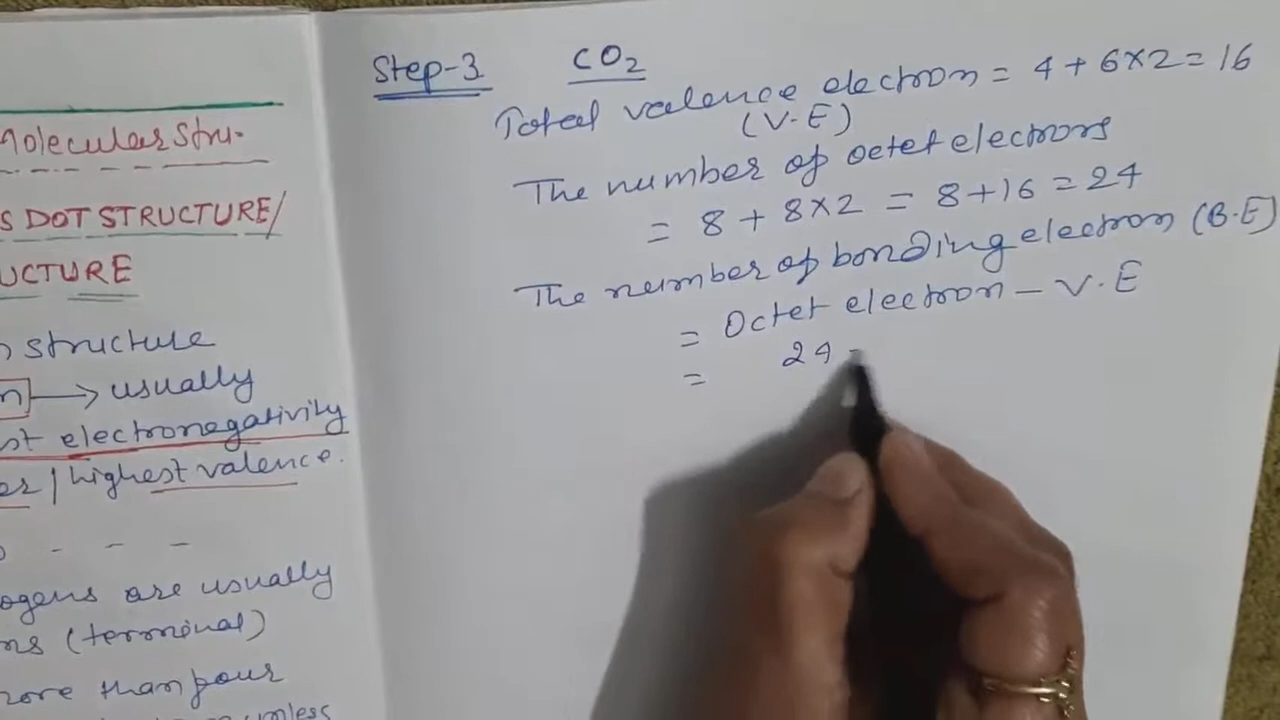 Molecular Stru.
S DOT STRUCTURE/
UCTURE
structure
n → usually
st electronegativity
er / highest valence.
ogens are usually
ns (terminal)
more than four
unless
Step-3 CO2
Total valence electron = 4 + 6×2 = 16
(V.E)
The number of octet electrons
= 8 + 8×2 = 8+16 = 24
The number of bonding electron (B.E)
= Octet electron – V.E
= 24 -